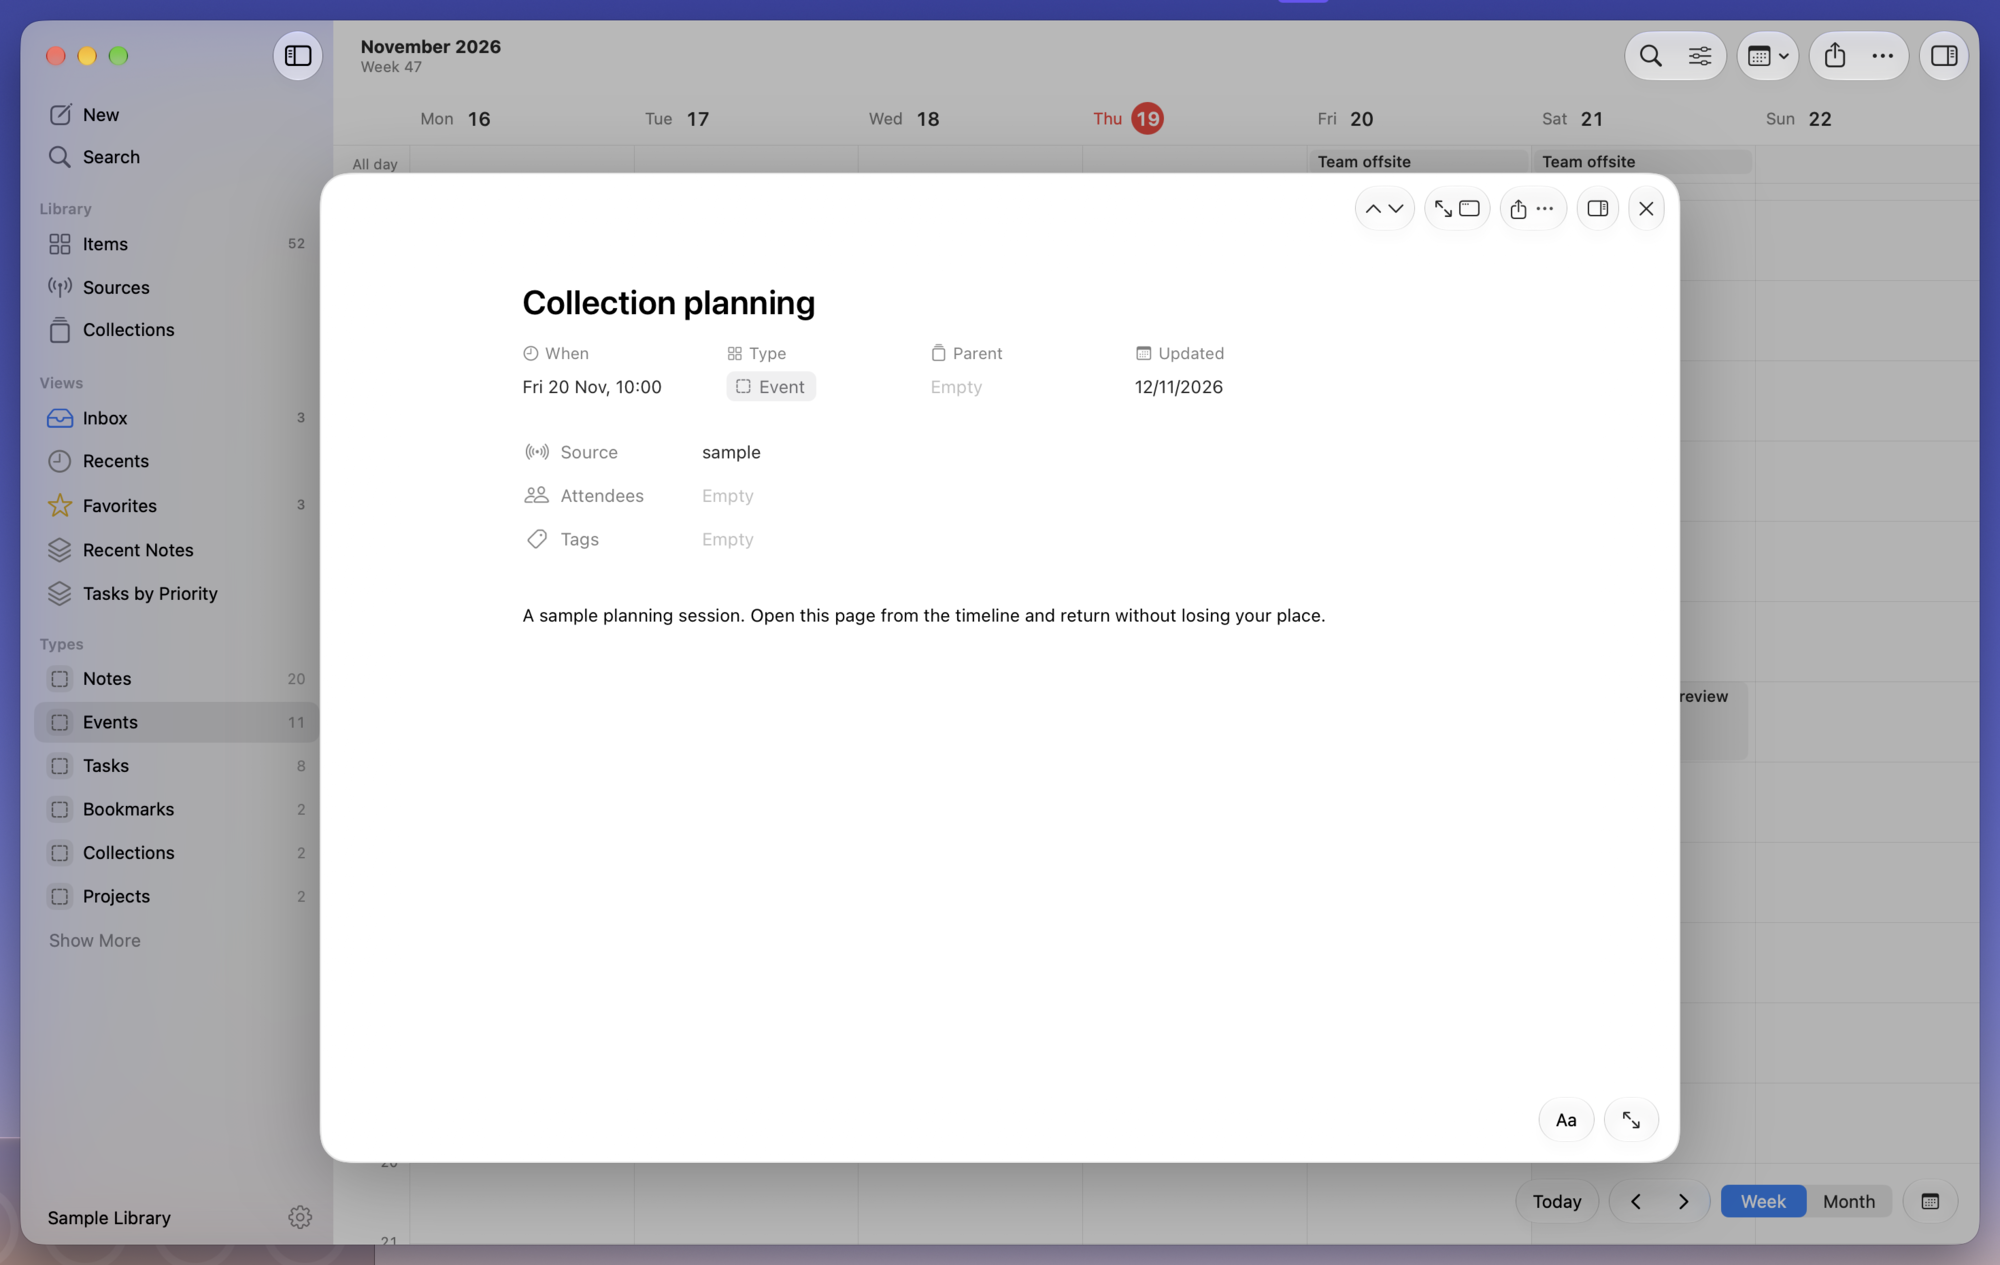 November 2026
Week 47
New
Search
Library
Items 52
Sources
Collections
Views
Inbox 3
Recents
Favorites 3
Recent Notes
Tasks by Priority
Types
Notes 20
Events 11
Tasks 8
Bookmarks 2
Collections 2
Projects 2
Show More
Sample Library
Mon 16 Tue 17 Wed 18 Thu 19 Fri 20 Sat 21 Sun 22
All day Team offsite Team offsite
Collection planning
When Type Parent Updated
Fri 20 Nov, 10:00 Event Empty 12/11/2026
Source sample
Attendees Empty
Tags Empty
A sample planning session. Open this page from the timeline and return without losing your place.
review
Aa
Today Week Month
21